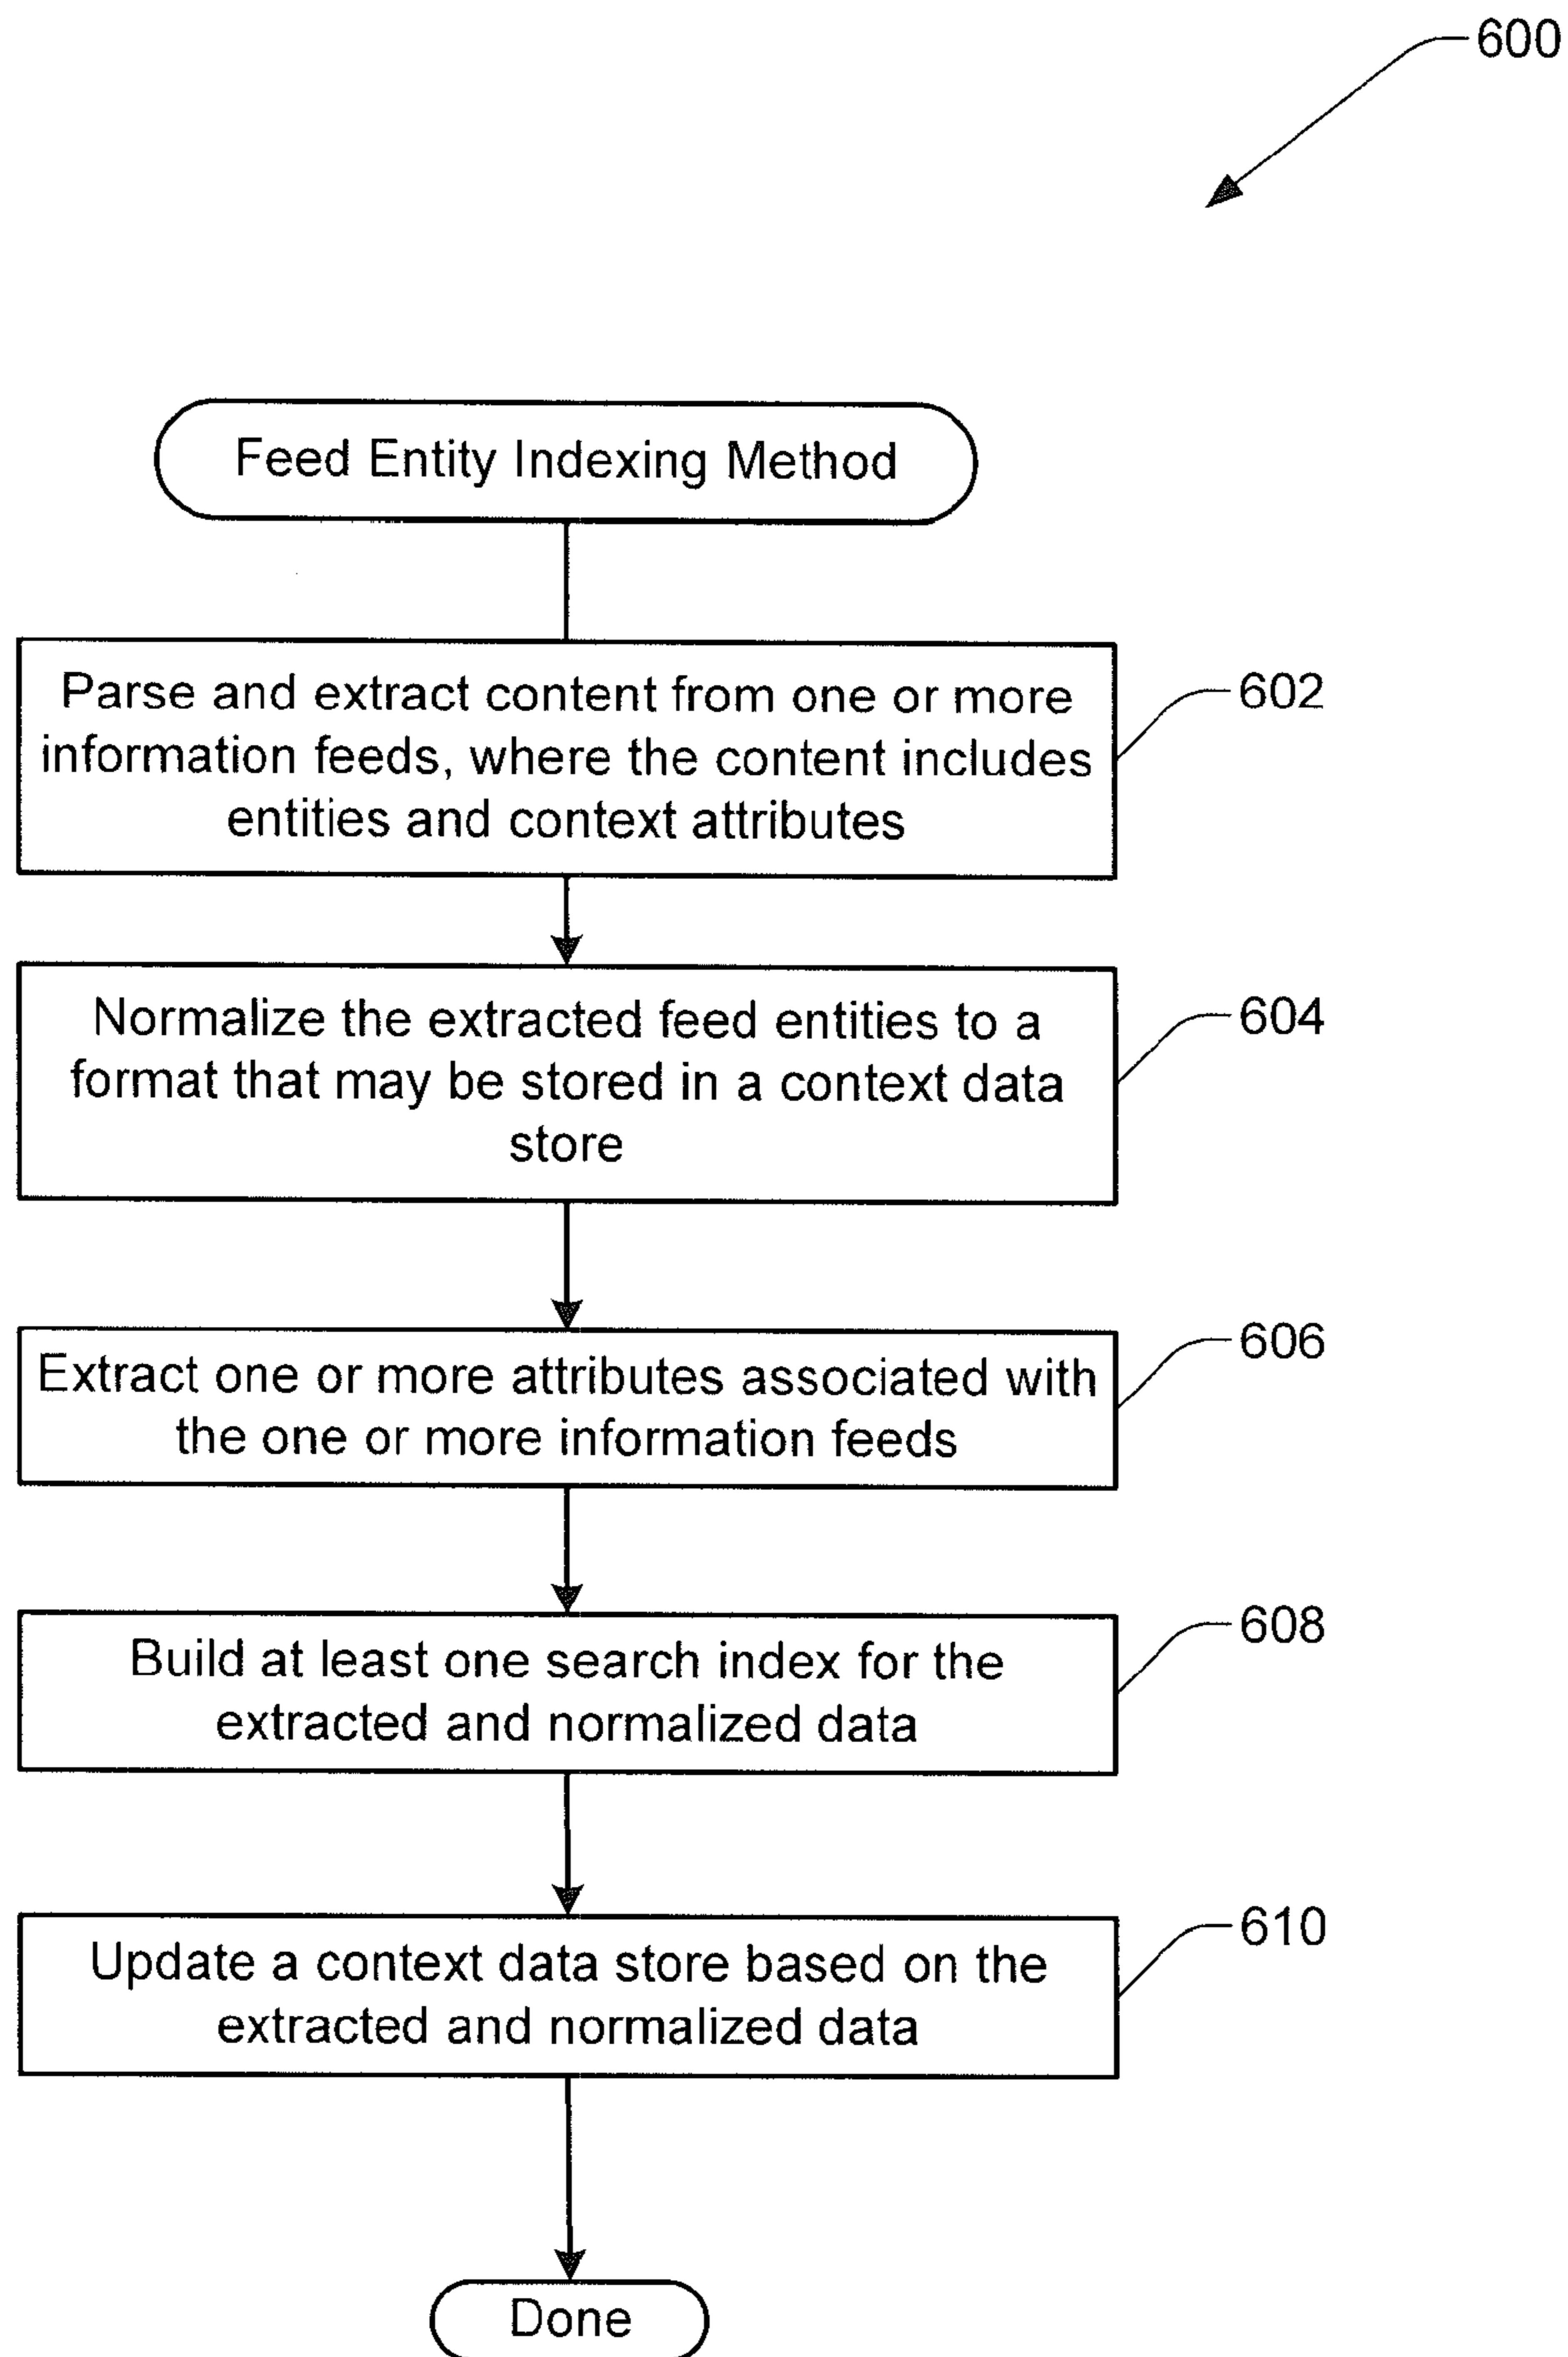 600
Feed Entity Indexing Method
Parse and extract content from one or more
information feeds, where the content includes
entities and context attributes
602
Normalize the extracted feed entities to a
format that may be stored in a context data
store
604
Extract one or more attributes associated with
the one or more information feeds
606
Build at least one search index for the
extracted and normalized data
608
Update a context data store based on the
extracted and normalized data
610
Done